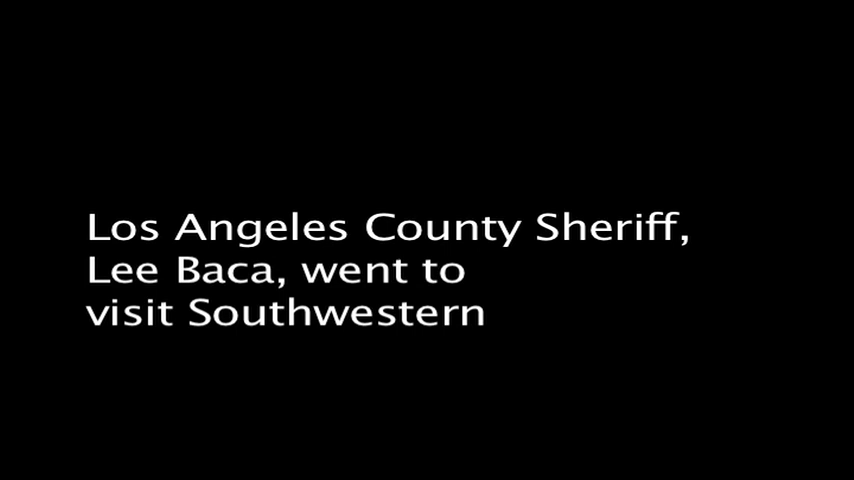 Los Angeles County Sheriff,
Lee Baca, went to
visit Southwestern